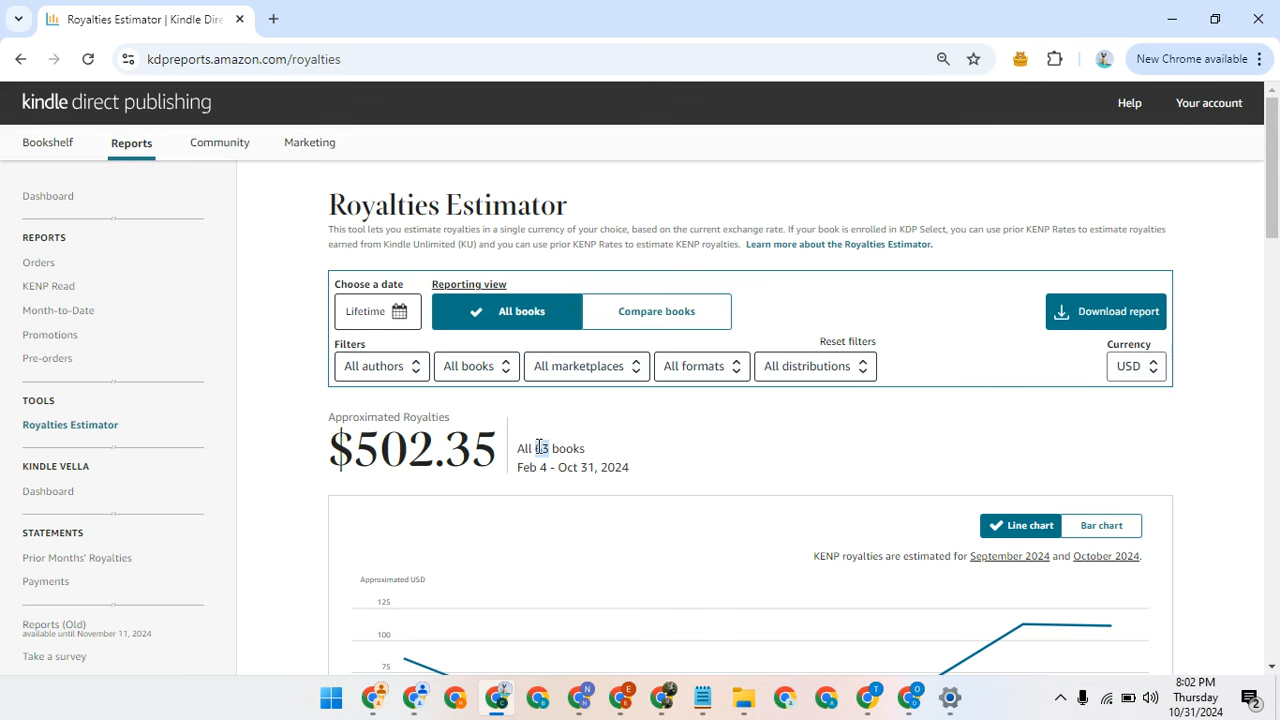 Royalties Estimator | Kindle Dire
kdpreports.amazon.com/royalties
New Chrome available
kindle direct publishing
Help
Your account
Bookshelf
Reports
Community
Marketing
Dashboard
REPORTS
Orders
KENP Read
Month-to-Date
Promotions
Pre-orders
TOOLS
Royalties Estimator
KINDLE VELLA
Dashboard
STATEMENTS
Prior Months' Royalties
Payments
Reports (Old)
available until November 11, 2024
Take a survey
Royalties Estimator
This tool lets you estimate royalties in a single currency of your choice, based on the current exchange rate. If your book is enrolled in KDP Select, you can use prior KENP Rates to estimate royalties
earned from Kindle Unlimited (KU) and you can use prior KENP Rates to estimate KENP royalties. Learn more about the Royalties Estimator.
Choose a date
Reporting view
Lifetime
All books
Compare books
Download report
Filters
Reset filters
Currency
All authors
All books
All marketplaces
All formats
All distributions
USD
Approximated Royalties
$502.35
All books
Feb 4 - Oct 31, 2024
Line chart
Bar chart
KENP royalties are estimated for September 2024 and October 2024.
Approximated USD
125
100
75
8:02 PM
Thursday
10/31/2024
2